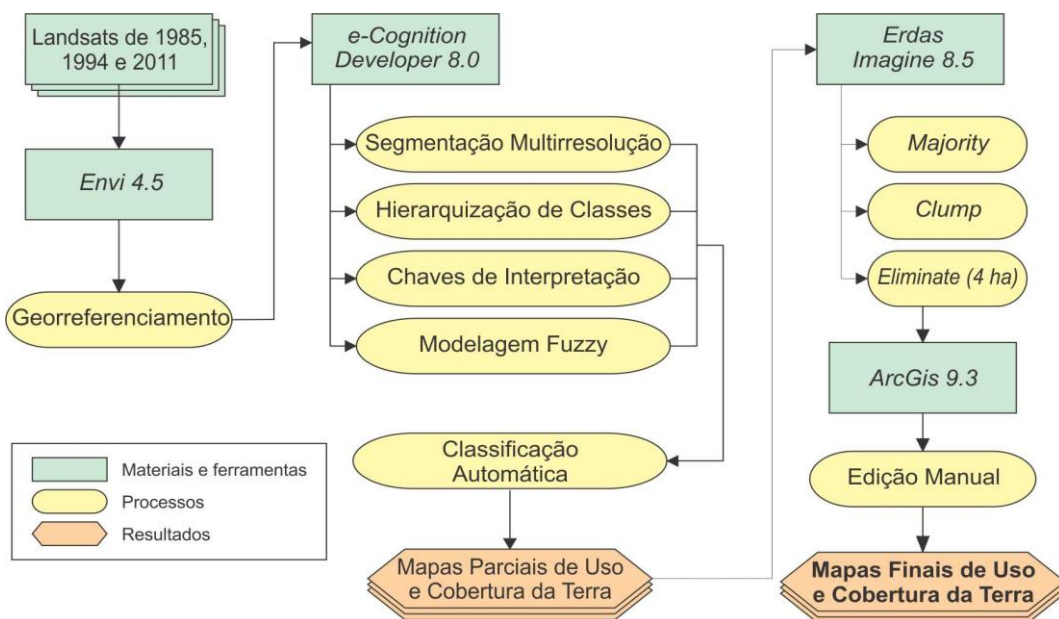 Landsats de 1985,
1994 e 2011
Envi 4.5
Georreferenciamento
e-Cognition
Developer 8.0
Segmentação Multirresolução
Hierarquização de Classes
Chaves de Interpretação
Modelagem Fuzzy
Classificação
Automática
Mapas Parciais de Uso
e Cobertura da Terra
Erdas
Imagine 8.5
Majority
Clump
Eliminate (4 ha)
ArcGis 9.3
Edição Manual
Mapas Finais de Uso
e Cobertura da Terra
Materiais e ferramentas
Processos
Resultados